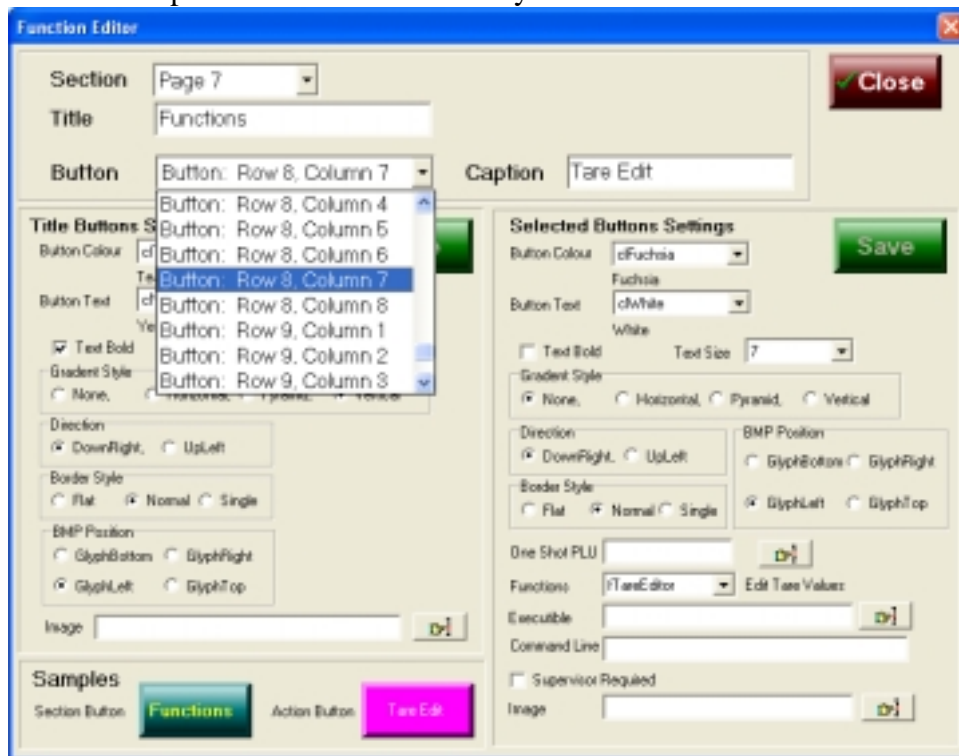 Function Editor
Section Page 7
Close
Title Functions
Button Button: Row 8, Column 7 Caption Tare Edit
Button: Row 8, Column 4
Button: Row 8, Column 5
Button: Row 8, Column 6
Button: Row 8, Column 7
Button: Row 8, Column 8
Button: Row 9, Column 1
Button: Row 9, Column 2
Button: Row 9, Column 3
Title Buttons S
Button Colour
Button Text
Text Bold
Gradent Style
None,
Direction
DownRight, UpLeft
Border Style
Flat Normal Single
BMP Position
GlyphBottom GlyphRight
GlyphLeft GlyphTop
Image
Selected Buttons Settings
Button Colour clFuchsia
Fuchsia
Save
Button Text clWhite
White
Text Bold Text Size 7
Gradent Style
None, Horizontal, Pyramid, Vertical
Direction
DownRight, UpLeft
BMP Position
GlyphBottom GlyphRight
GlyphLeft GlyphTop
Border Style
Flat Normal Single
One Shot PLU
Functions fTareEditor Edit Tare Values
Executible
Command Line
Supervisor Required
Image
Samples
Section Button Functions Action Button Tare Edit